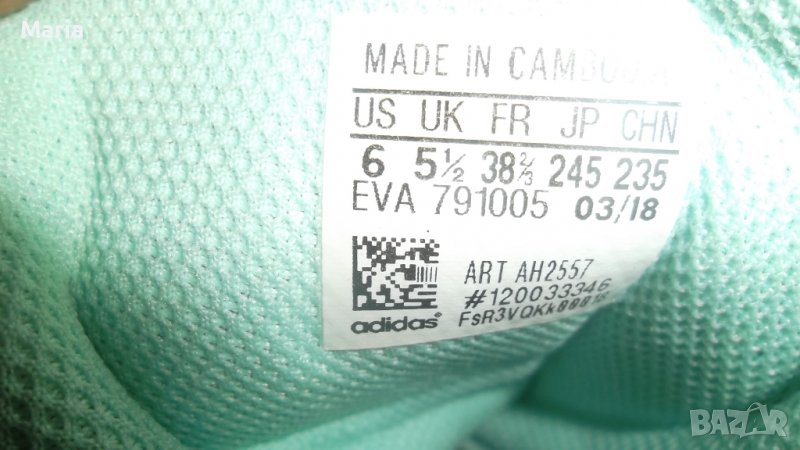 Maria
MADE IN CAMBODIA
US UK FR JP CHN
6 5½ 38⅔ 245 235
EVA 791005 03/18
ART AH2557
#120033346
adidas
BAZAR